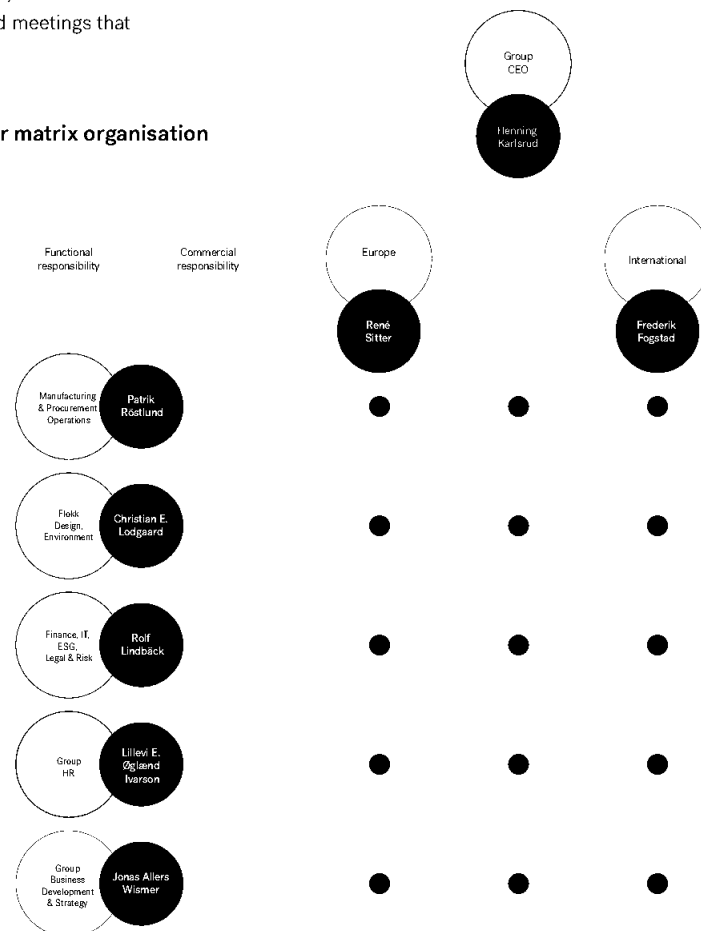 d meetings that
Group
CEO
Henning
Karlsrud
r matrix organisation
Functional
responsibility
Commercial
responsibility
Europe
International
René
Sitter
Frederik
Fogstad
Manufacturing
& Procurement
Operations
Patrik
Röstlund
Flokk
Design,
Environment
Christian E.
Lodgaard
Finance, IT,
ESG,
Legal & Risk
Rolf
Lindbäck
Group
HR
Lillevi E.
Øglænd
Ivarson
Group
Business
Development
& Strategy
Jonas Allers
Wismer